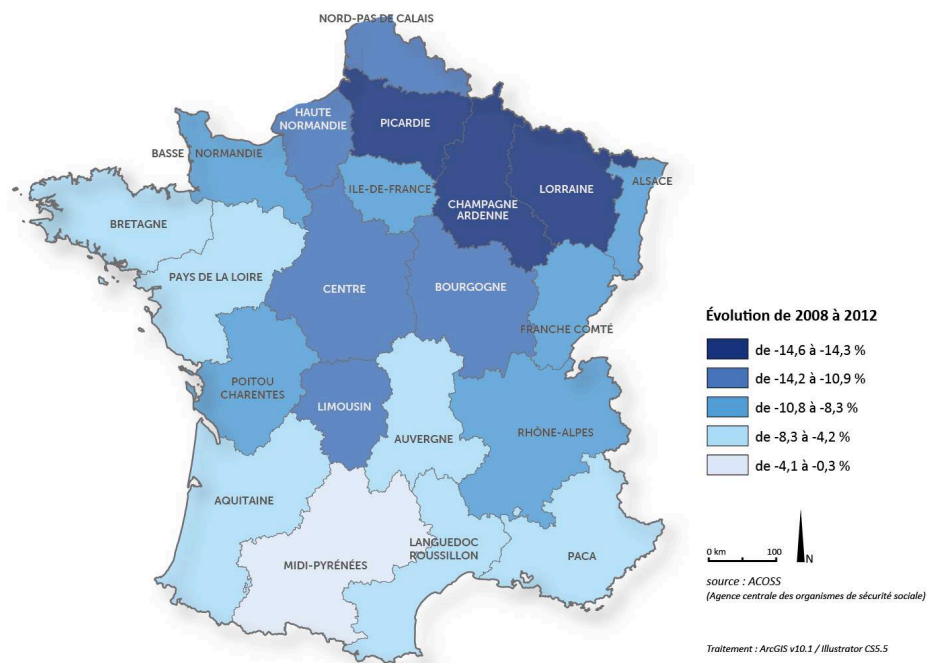 NORD-PAS DE CALAIS
HAUTE
NORMANDIE
PICARDIE
BASSE NORMANDIE
ILE-DE-FRANCE
CHAMPAGNE
ARDENNE
LORRAINE
ALSACE
BRETAGNE
PAYS DE LA LOIRE
CENTRE
BOURGOGNE
FRANCHE COMTÉ
POITOU
CHARENTES
LIMOUSIN
AUVERGNE
RHÔNE-ALPES
AQUITAINE
MIDI-PYRÉNÉES
LANGUEDOC
ROUSSILLON
PACA
Évolution de 2008 à 2012
de -14,6 à -14,3 %
de -14,2 à -10,9 %
de -10,8 à -8,3 %
de -8,3 à -4,2 %
de -4,1 à -0,3 %
0 km 100
N
source : ACOSS
(Agence centrale des organismes de sécurité sociale)
Traitement : ArcGIS v10.1 / Illustrator CS5.5